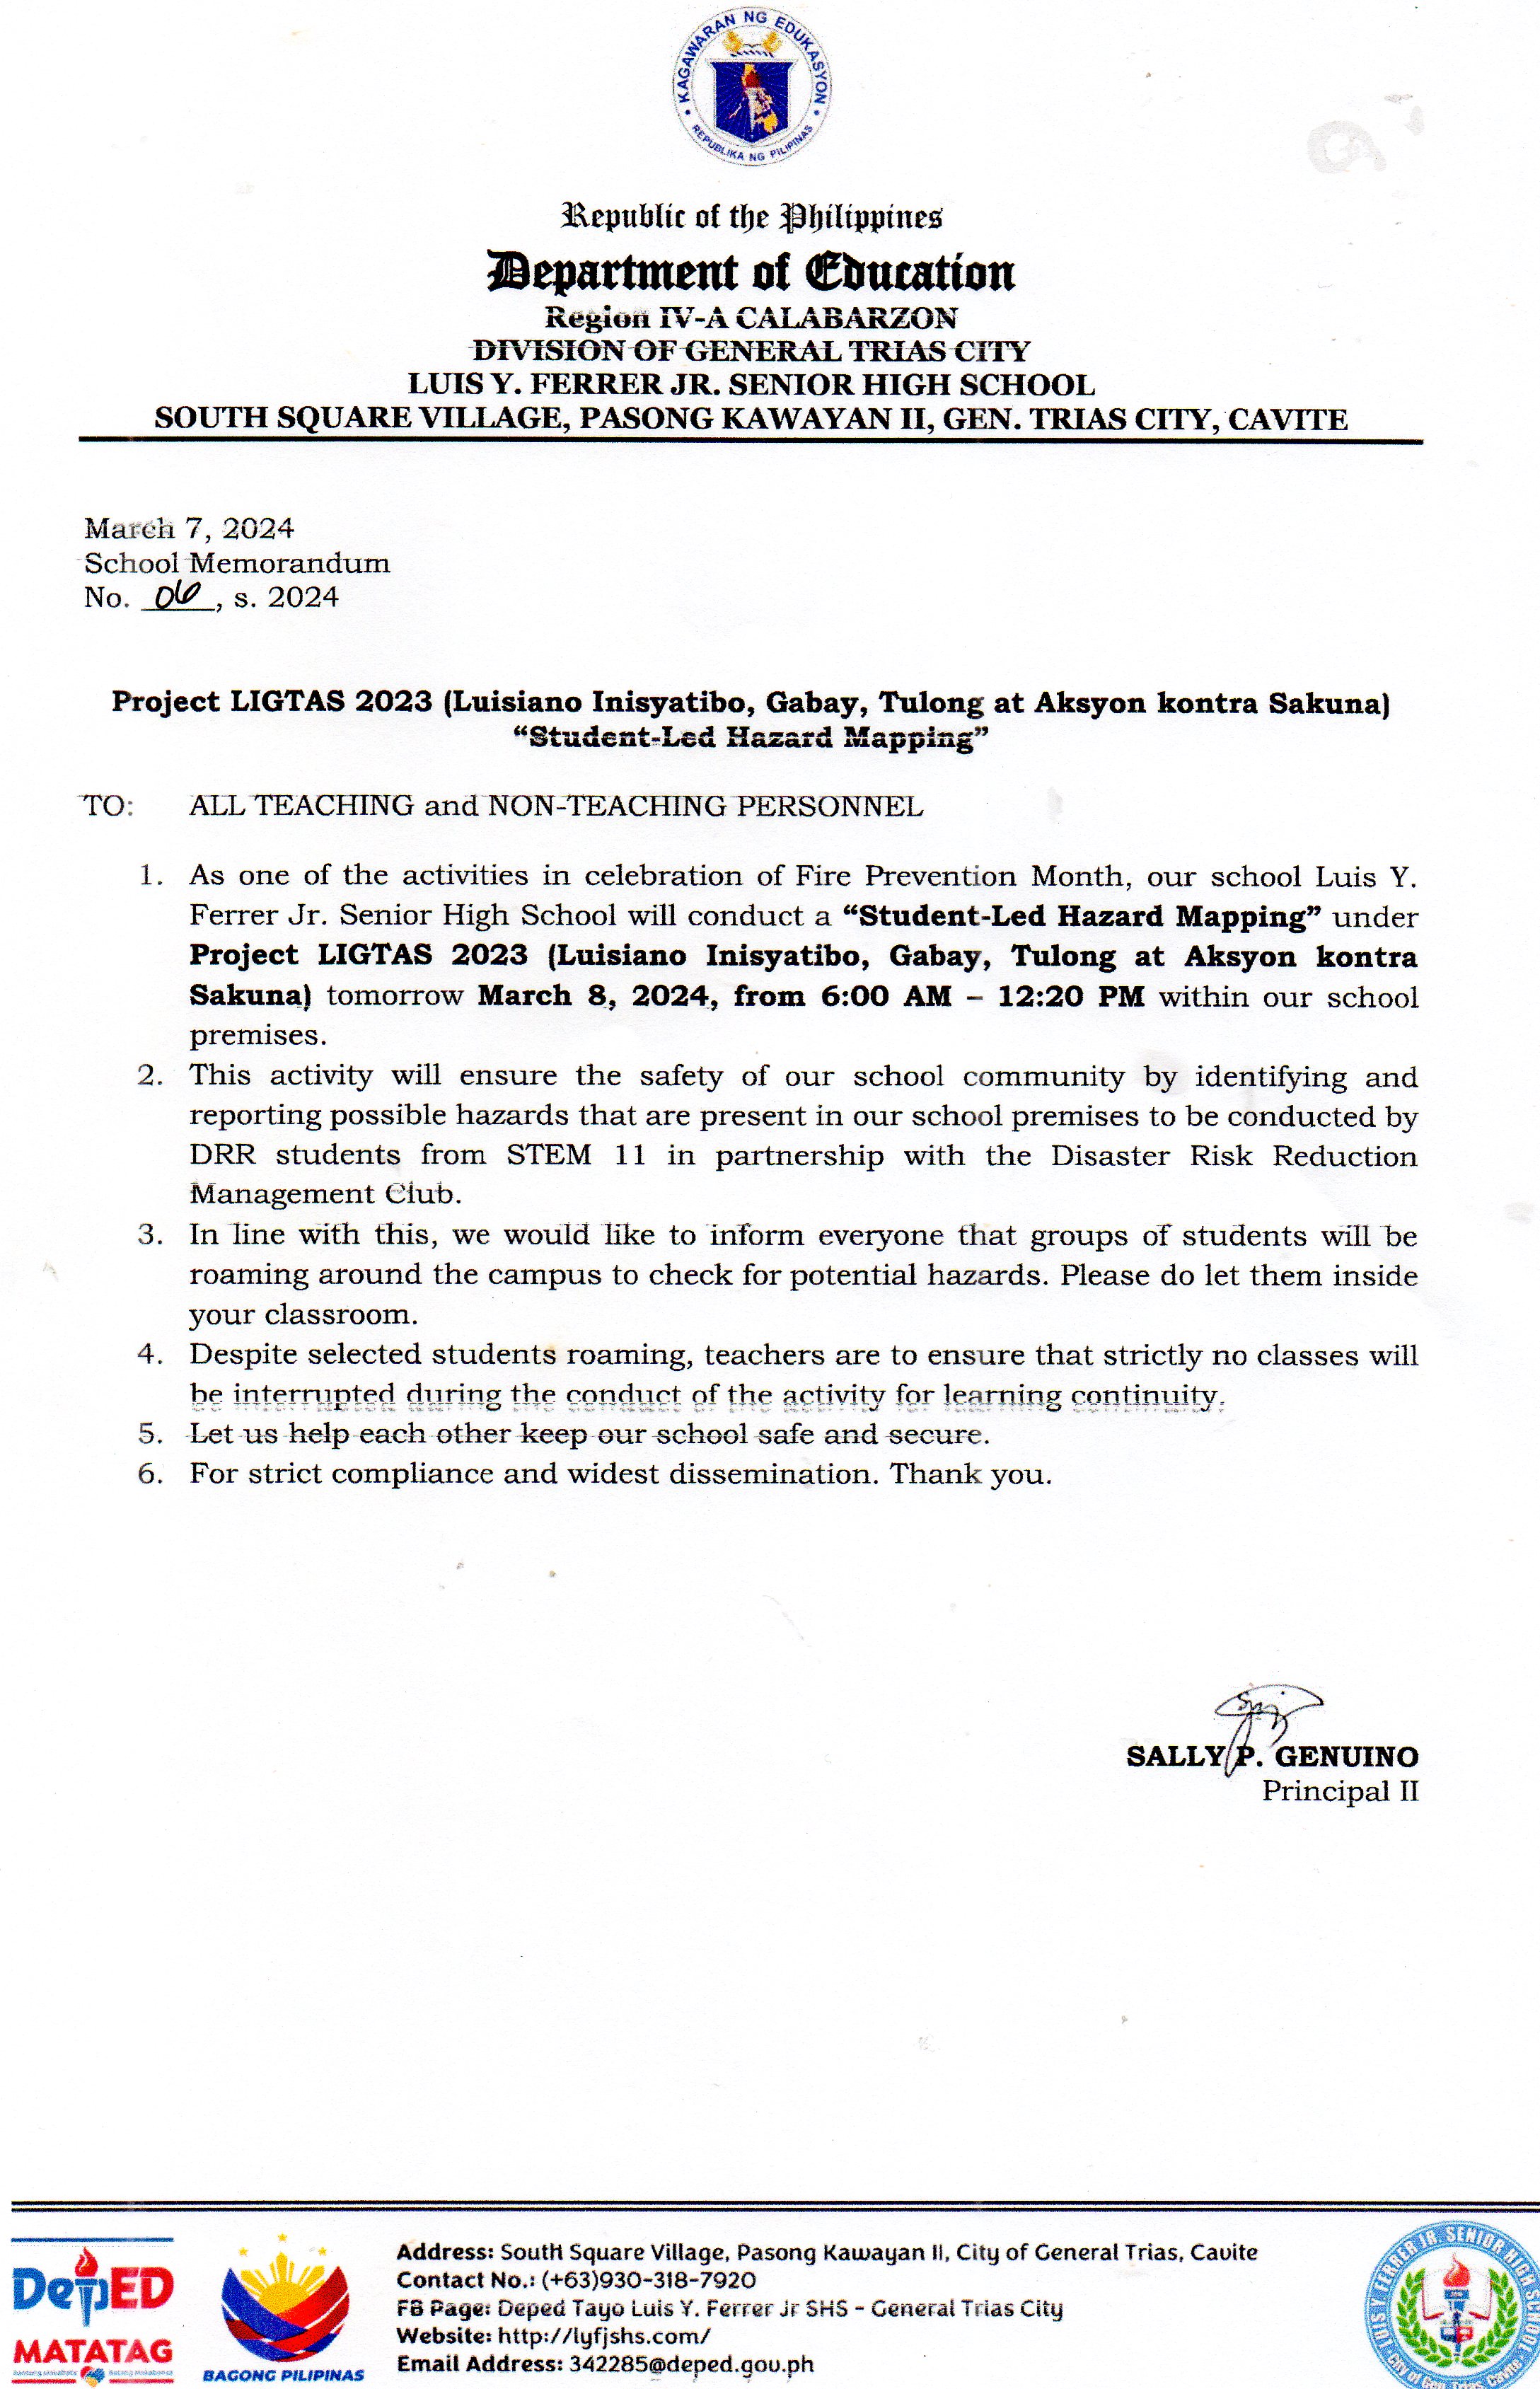 KAGAWARAN NG EDUKASYON
REPUBLIKA NG PILIPINAS
Republic of the Philippines
Department of Education
Region IV-A CALABARZON
DIVISION OF GENERAL TRIAS CITY
LUIS Y. FERRER JR. SENIOR HIGH SCHOOL
SOUTH SQUARE VILLAGE, PASONG KAWAYAN II, GEN. TRIAS CITY, CAVITE
March 7, 2024
School Memorandum
No. 06, s. 2024
Project LIGTAS 2023 (Luisiano Inisyatibo, Gabay, Tulong at Aksyon kontra Sakuna)
“Student-Led Hazard Mapping”
TO: ALL TEACHING and NON-TEACHING PERSONNEL
1. As one of the activities in celebration of Fire Prevention Month, our school Luis Y.
Ferrer Jr. Senior High School will conduct a “Student-Led Hazard Mapping” under
Project LIGTAS 2023 (Luisiano Inisyatibo, Gabay, Tulong at Aksyon kontra
Sakuna) tomorrow March 8, 2024, from 6:00 AM – 12:20 PM within our school
premises.
2. This activity will ensure the safety of our school community by identifying and
reporting possible hazards that are present in our school premises to be conducted by
DRR students from STEM 11 in partnership with the Disaster Risk Reduction
Management Club.
3. In line with this, we would like to inform everyone that groups of students will be
roaming around the campus to check for potential hazards. Please do let them inside
your classroom.
4. Despite selected students roaming, teachers are to ensure that strictly no classes will
be interrupted during the conduct of the activity for learning continuity.
5. Let us help each other keep our school safe and secure.
6. For strict compliance and widest dissemination. Thank you.
SALLY P. GENUINO
Principal II
DepED
MATATAG
BAGONG PILIPINAS
Address: South Square Village, Pasong Kawayan II, City of General Trias, Cavite
Contact No.: (+63)930-318-7920
FB Page: Deped Tayo Luis Y. Ferrer Jr SHS - General Trias City
Website: http://lyfjshs.com/
Email Address: 342285@deped.gov.ph
LUIS Y. FERRER JR. SENIOR HIGH SCHOOL
City of Gen. Trias, Cavite